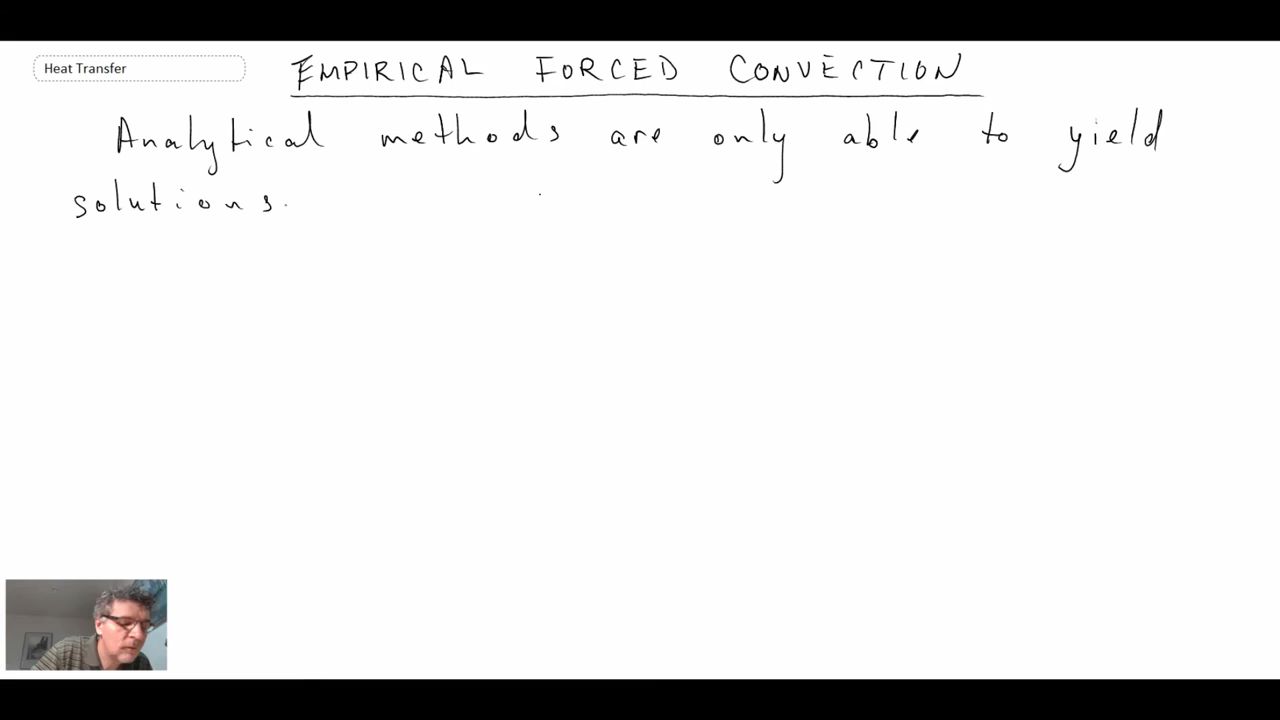 Heat Transfer
EMPIRICAL FORCED CONVECTION
Analytical methods are only able to yield
solutions.